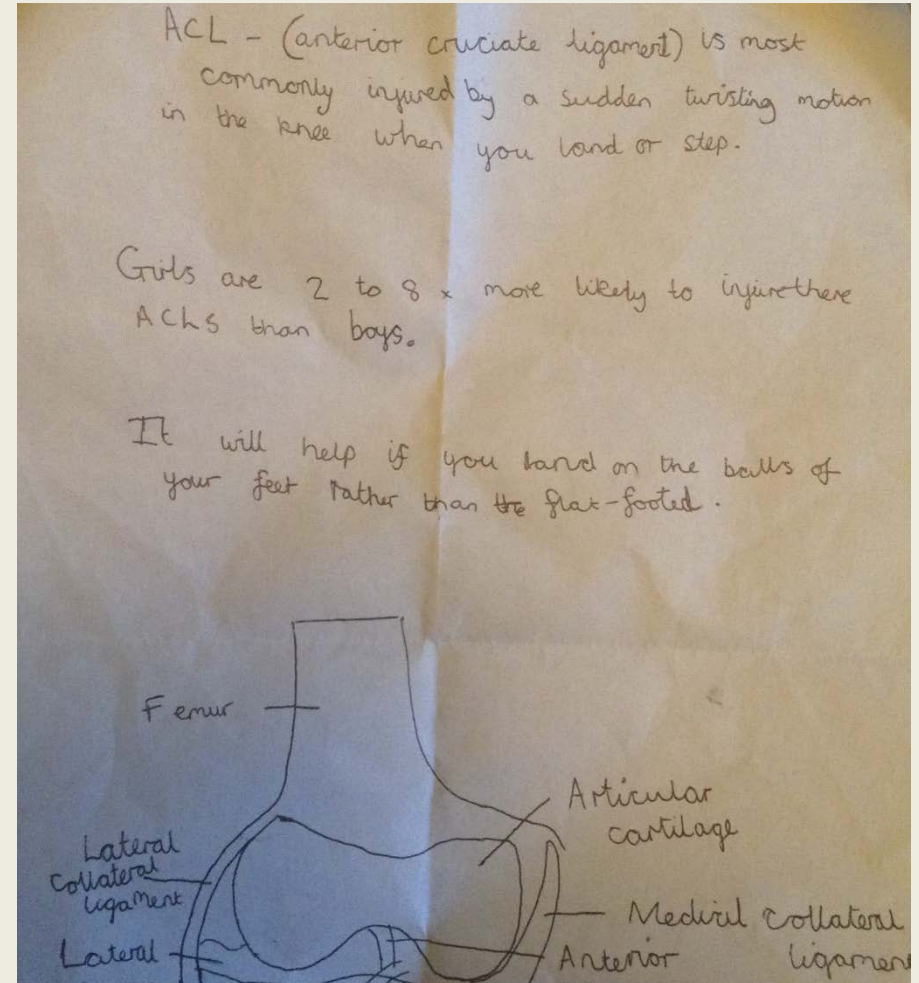 ACL - (anterior cruciate ligament) is most
commonly injured by a sudden twisting motion
in the knee when you land or step.
Girls are 2 to 8 x more likely to injure there
ACLs than boys.
It will help if you land on the balls of
your feet rather than the flat-footed.
Femur
Articular
cartilage
Lateral
Collateral
ligament
Medial Collateral
ligament
Lateral
Anterior